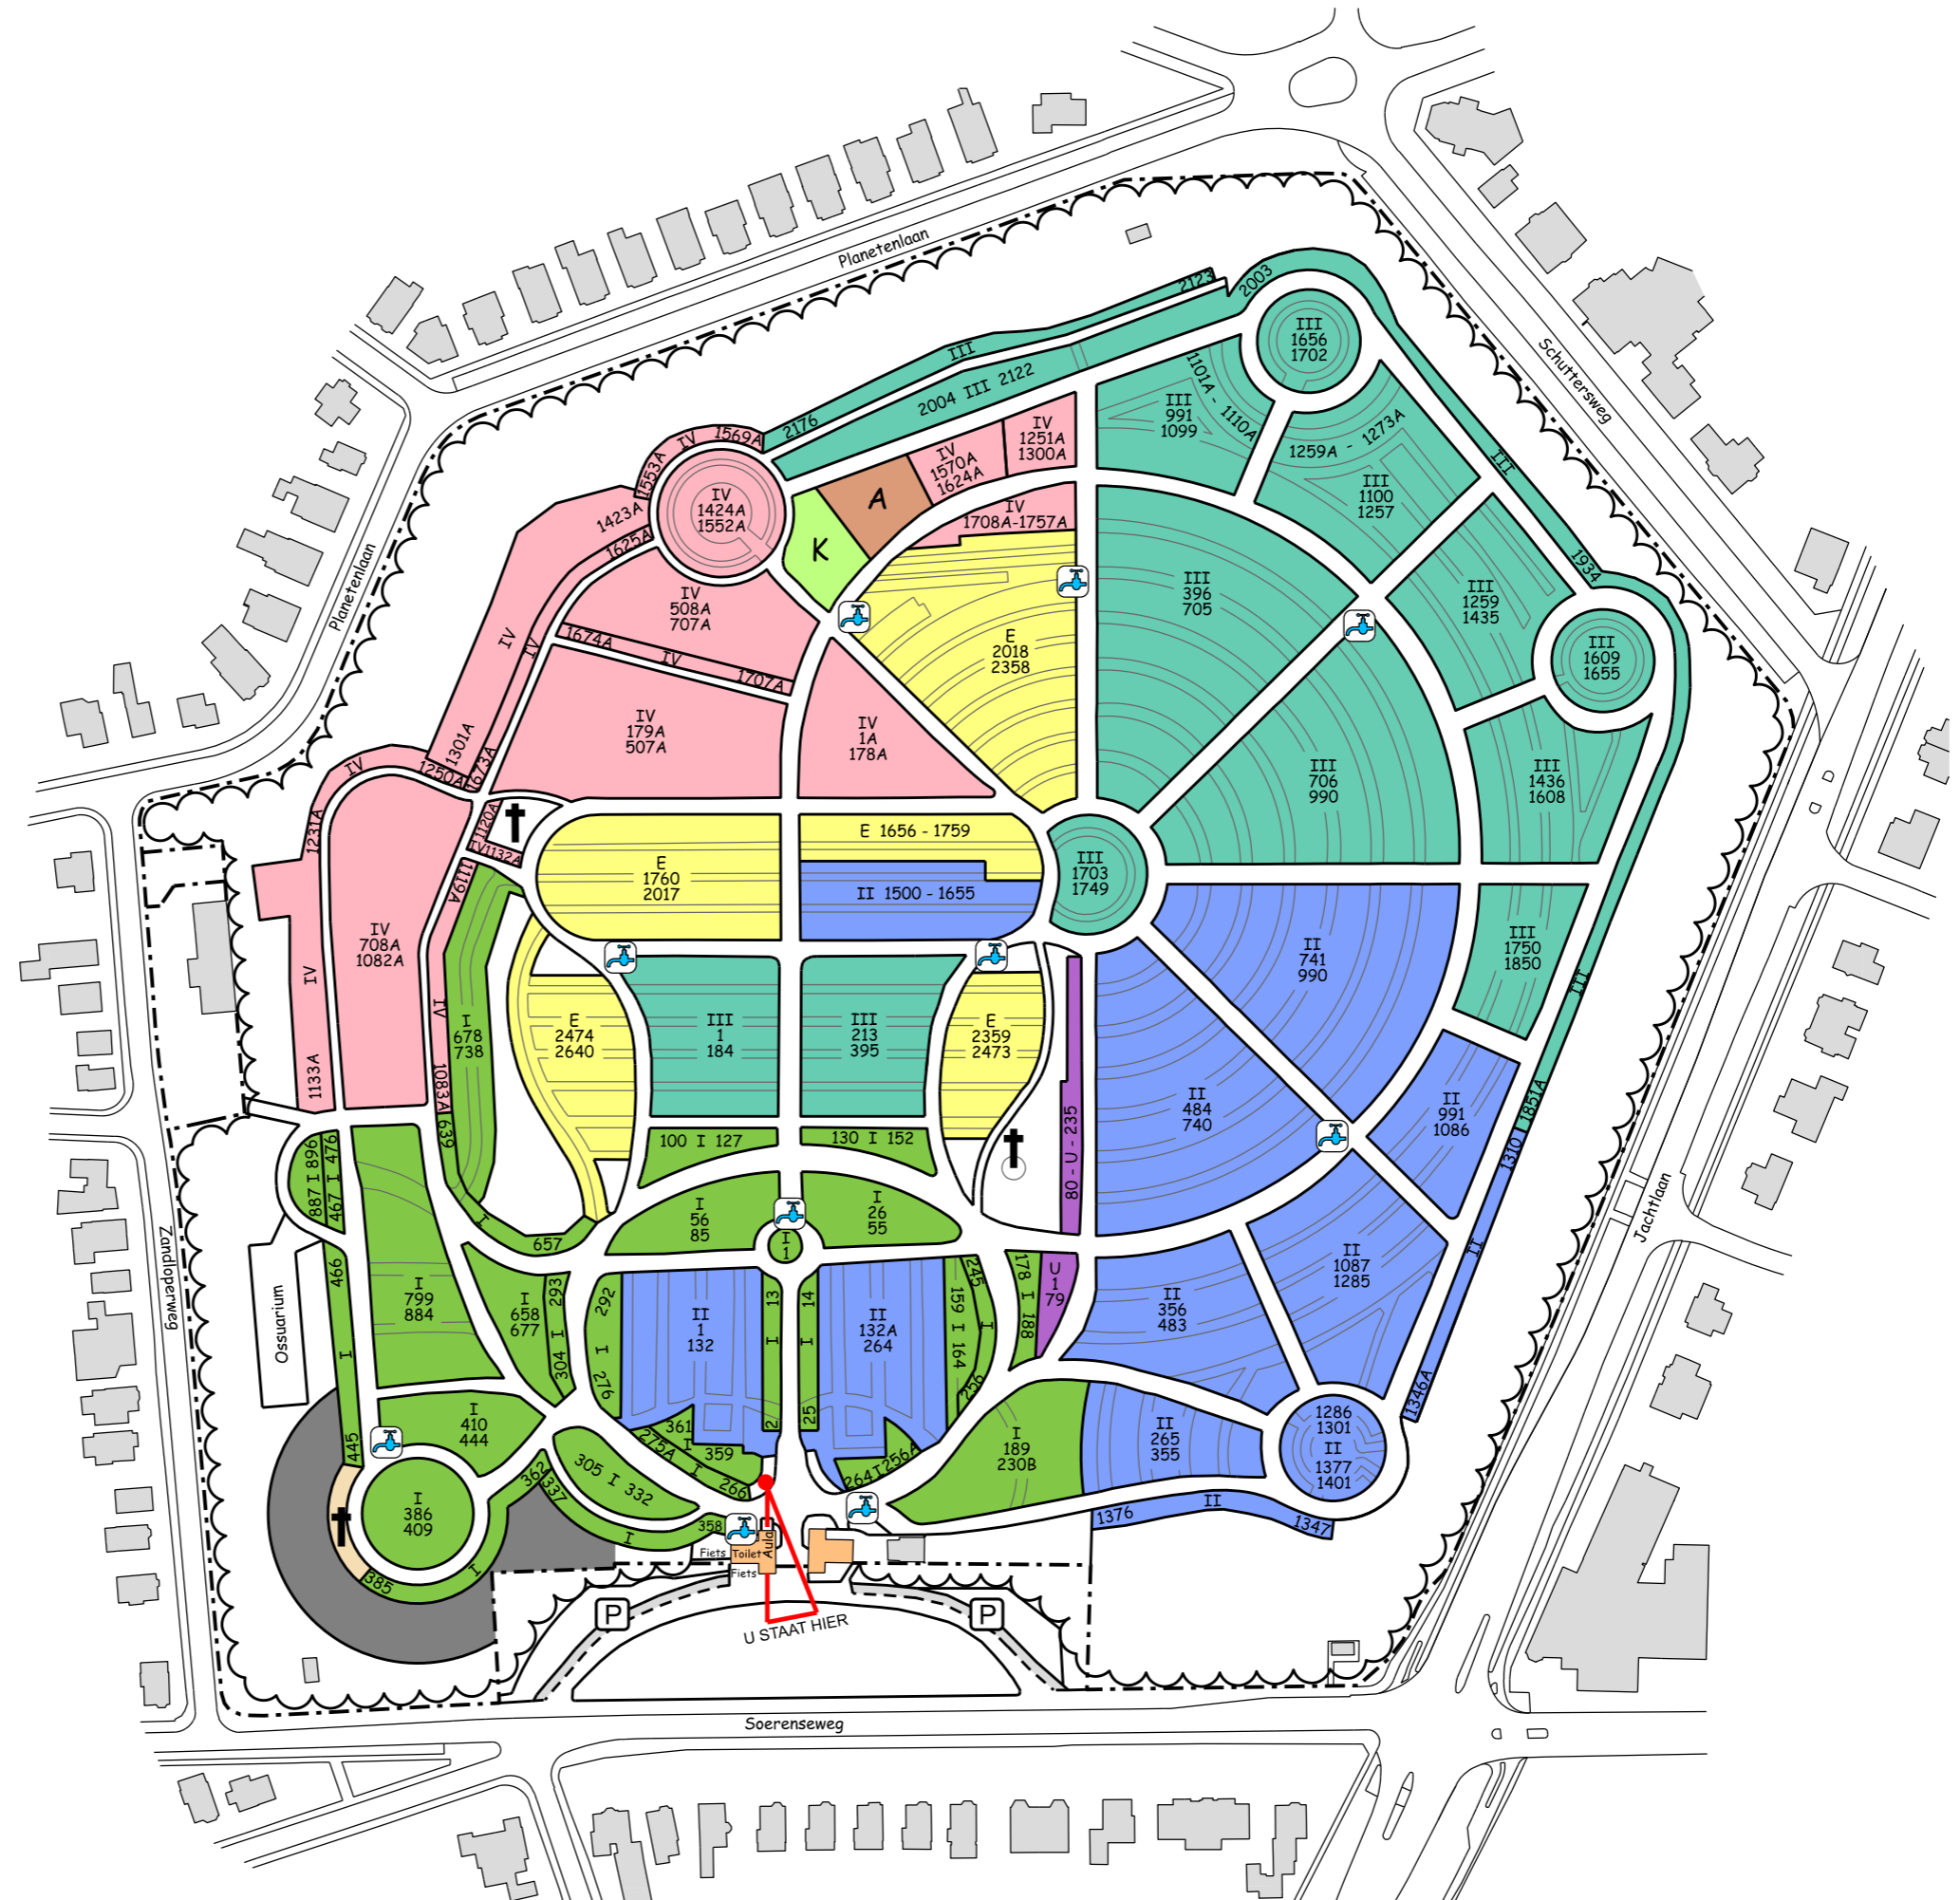 Planetenlaan
Schuttersweg
Planetenlaan
2123
2003
III
2004 III 2122
2176
III
1656
1702
1101A - 1110A
III
991
1099
1259A - 1273A
III
1100
1257
III
1934
IV
1569A
1553A
IV
1424A
1552A
1423A
1625A
K
A
IV
1570A
1624A
IV
1251A
1300A
IV
1708A-1757A
E
2018
2358
III
396
705
III
1259
1435
III
1609
1655
IV
508A
707A
1674A
IV
1707A
IV
IV
1301A
1673A
1250A
IV
1231A
IV
179A
507A
IV
1A
178A
III
706
990
III
1436
1608
1120A
IV1132A
1119A
E 1656 - 1759
E
1760
2017
II 1500 - 1655
III
1703
1749
IV
708A
1082A
IV
1133A
IV
1083A
I
678
738
639
E
2474
2640
III
1
184
III
213
395
E
2359
2473
II
741
990
III
1750
1850
III
1851A
II
484
740
II
991
1086
1310
80 - U - 235
100 I 127
130 I 152
887 I 896
467 I 476
I
56
85
I
26
55
I
1
I
657
466
I
445
I
799
884
I
658
677
293
304 I
292
I
276
II
1
132
13
I
2
14
I
25
II
132A
264
159 I 164
245
I
256
178 I 188
U
1
79
II
356
483
II
1087
1285
II
1346A
Jachtlaan
Zandloperweg
Ossuarium
I
410
444
361
I
359
275A
I
266
264 I 256A
I
189
230B
II
265
355
1286
1301
II
1377
1401
305 I 332
362
337
I
358
I
386
409
385
I
1376
II
1347
Fiets
Toilet
Aula
Fiets
P
P
U STAAT HIER
Soerenseweg